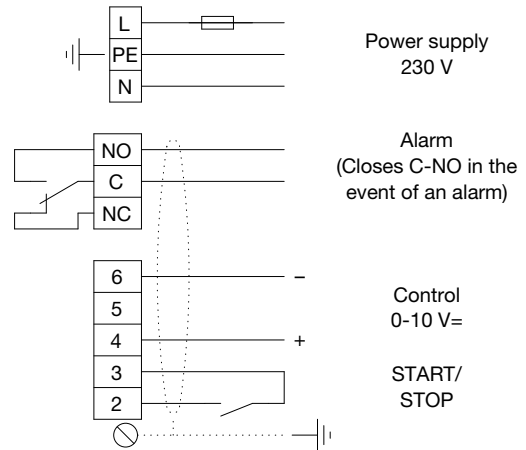 L
PE
N
Power supply
230 V
NO
C
NC
Alarm
(Closes C-NO in the
event of an alarm)
6
5
4
3
2
–
+
Control
0-10 V=
START/
STOP